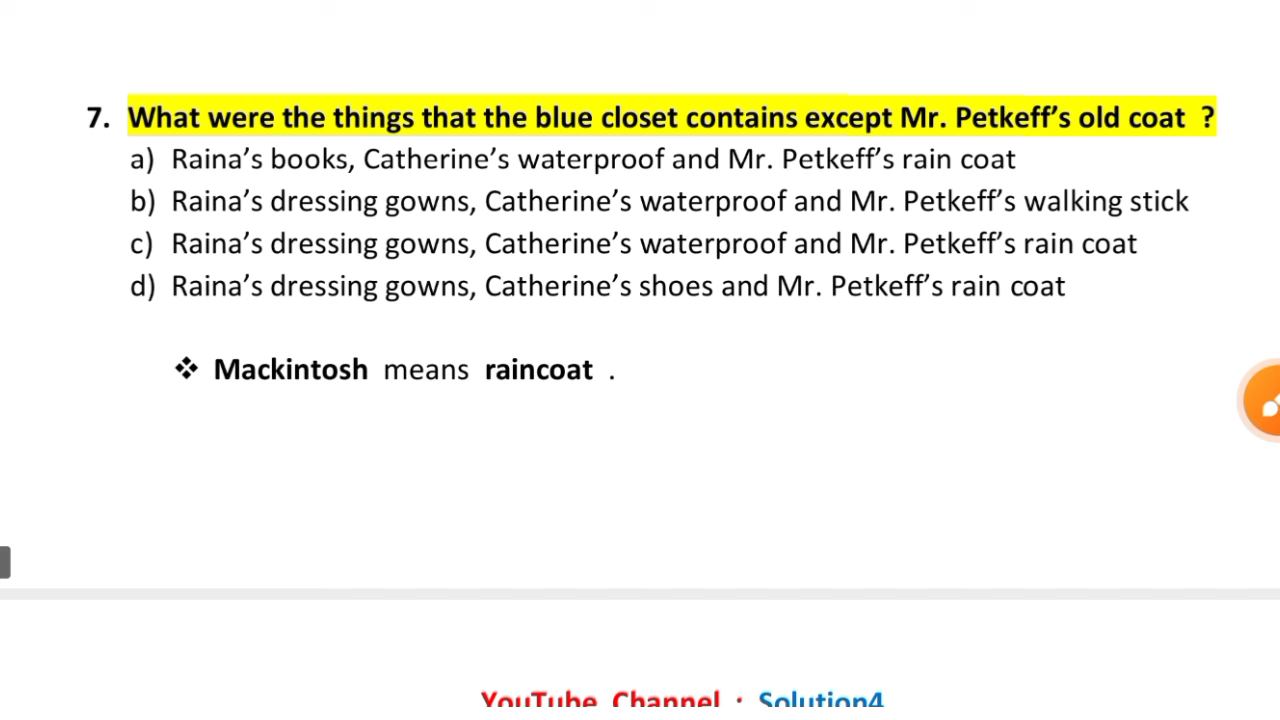 7. What were the things that the blue closet contains except Mr. Petkeff’s old coat ?
a) Raina’s books, Catherine’s waterproof and Mr. Petkeff’s rain coat
b) Raina’s dressing gowns, Catherine’s waterproof and Mr. Petkeff’s walking stick
c) Raina’s dressing gowns, Catherine’s waterproof and Mr. Petkeff’s rain coat
d) Raina’s dressing gowns, Catherine’s shoes and Mr. Petkeff’s rain coat
❖ Mackintosh means raincoat .
YouTube Channel : Solution4